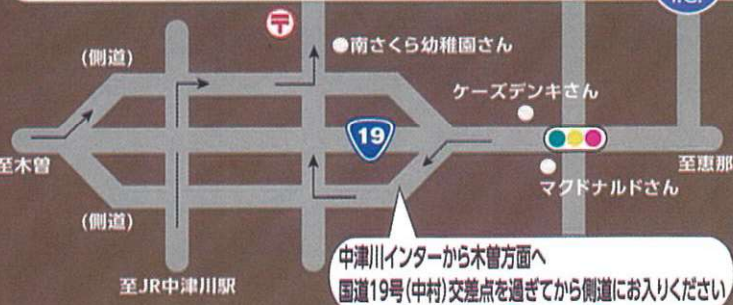 (側道)
〒
南さくら幼稚園さん
ケーズデンキさん
19
至木曽
至恵那
マクドナルドさん
(側道)
至JR中津川駅
中津川インターから木曽方面へ
国道19号(中村)交差点を過ぎてから側道にお入りください